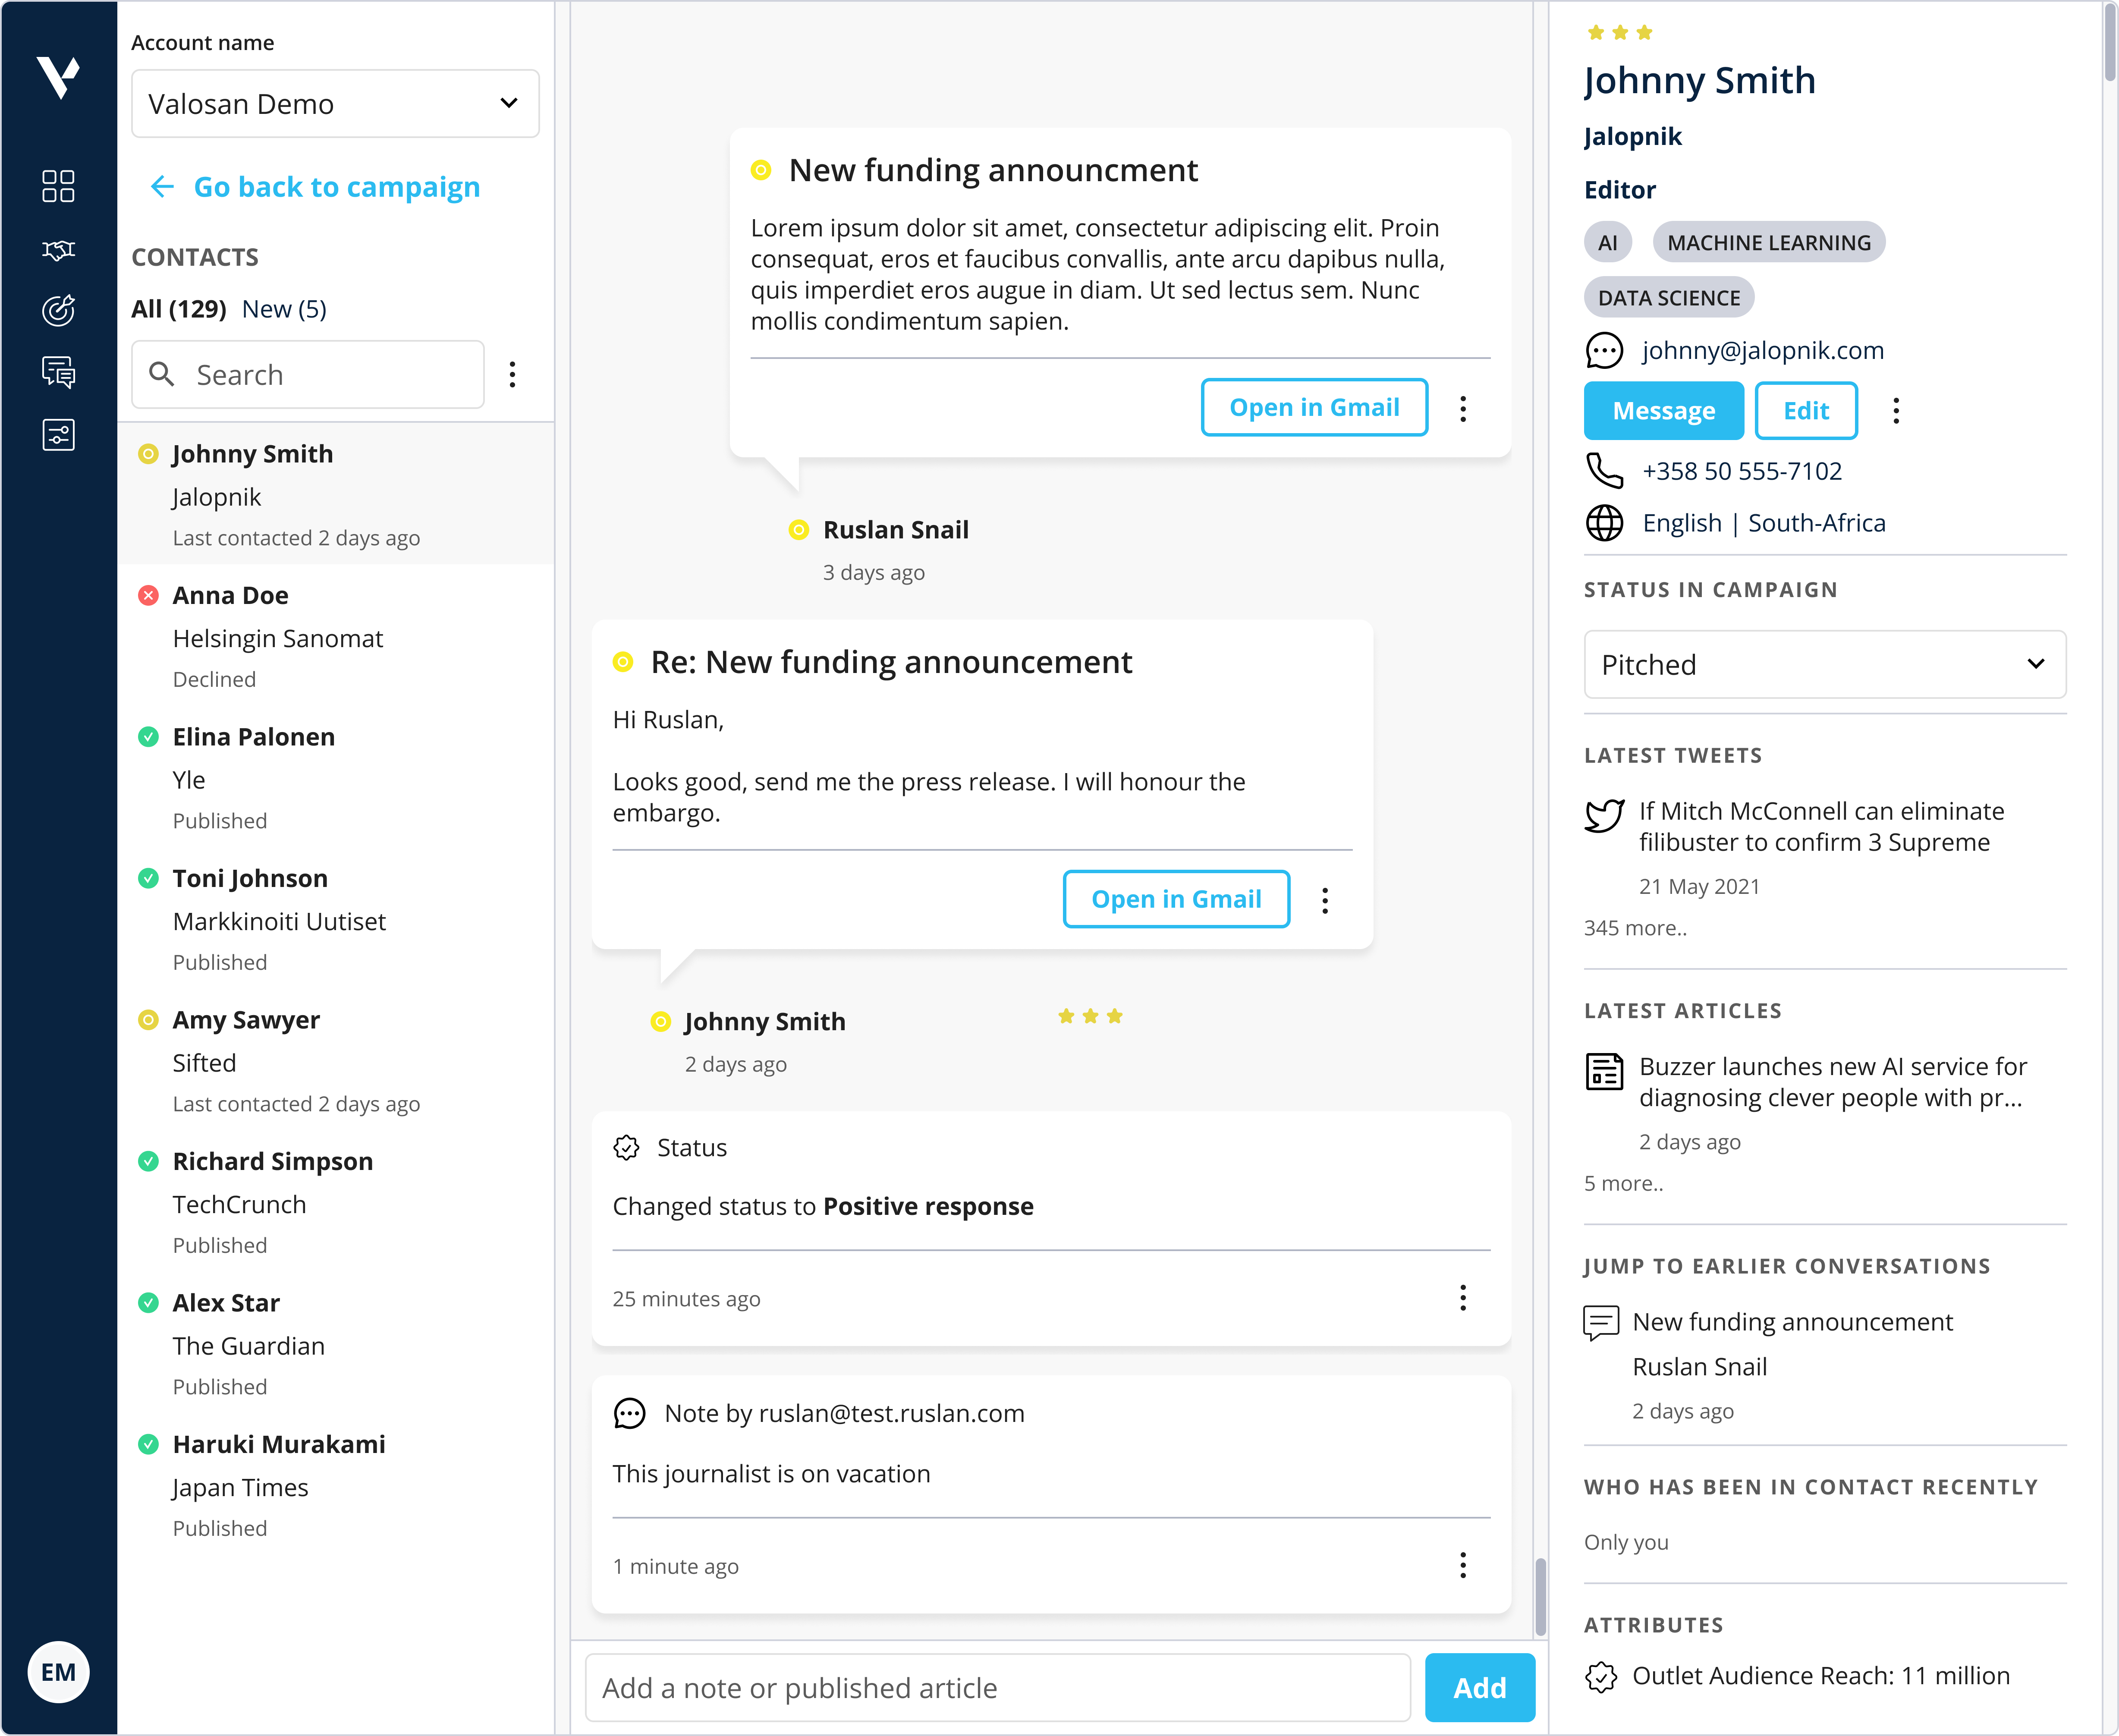 Account name
Valosan Demo
Go back to campaign
CONTACTS
All (129) New (5)
Search
Johnny Smith
Jalopnik
Last contacted 2 days ago
Anna Doe
Helsingin Sanomat
Declined
Elina Palonen
Yle
Published
Toni Johnson
Markkinoiti Uutiset
Published
Amy Sawyer
Sifted
Last contacted 2 days ago
Richard Simpson
TechCrunch
Published
Alex Star
The Guardian
Published
Haruki Murakami
Japan Times
Published
EM
New funding announcment
Lorem ipsum dolor sit amet, consectetur adipiscing elit. Proin
consequat, eros et faucibus convallis, ante arcu dapibus nulla,
quis imperdiet eros augue in diam. Ut sed lectus sem. Nunc
mollis condimentum sapien.
Open in Gmail
Ruslan Snail
3 days ago
Re: New funding announcement
Hi Ruslan,
Looks good, send me the press release. I will honour the
embargo.
Open in Gmail
Johnny Smith
2 days ago
Status
Changed status to Positive response
25 minutes ago
Note by ruslan@test.ruslan.com
This journalist is on vacation
1 minute ago
Add a note or published article
Add
Johnny Smith
Jalopnik
Editor
AI MACHINE LEARNING
DATA SCIENCE
johnny@jalopnik.com
Message Edit
+358 50 555-7102
English | South-Africa
STATUS IN CAMPAIGN
Pitched
LATEST TWEETS
If Mitch McConnell can eliminate
filibuster to confirm 3 Supreme
21 May 2021
345 more..
LATEST ARTICLES
Buzzer launches new AI service for
diagnosing clever people with pr...
2 days ago
5 more..
JUMP TO EARLIER CONVERSATIONS
New funding announcement
Ruslan Snail
2 days ago
WHO HAS BEEN IN CONTACT RECENTLY
Only you
ATTRIBUTES
Outlet Audience Reach: 11 million